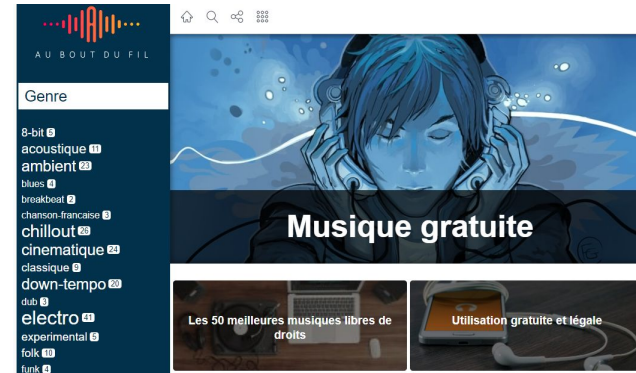 AU BOUT DU FIL
Genre
8-bit 5
acoustique 11
ambient 23
blues 4
breakbeat 2
chanson-francaise 3
chillout 26
cinematique 24
classique 9
down-tempo 20
dub 3
electro 41
experimental 5
folk 10
funk 4
Musique gratuite
Les 50 meilleures musiques libres de
droits
Utilisation gratuite et légale